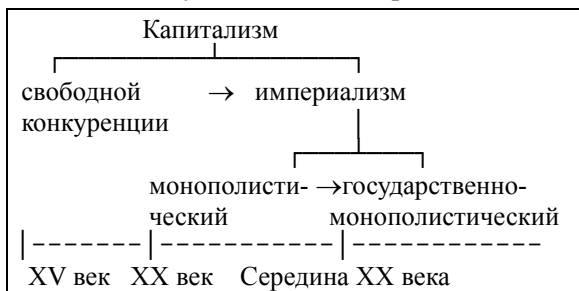 Капитализм
свободной → империализм
конкуренции
монополисти- →государственно-
ческий монополистический
XV век XX век Середина XX века